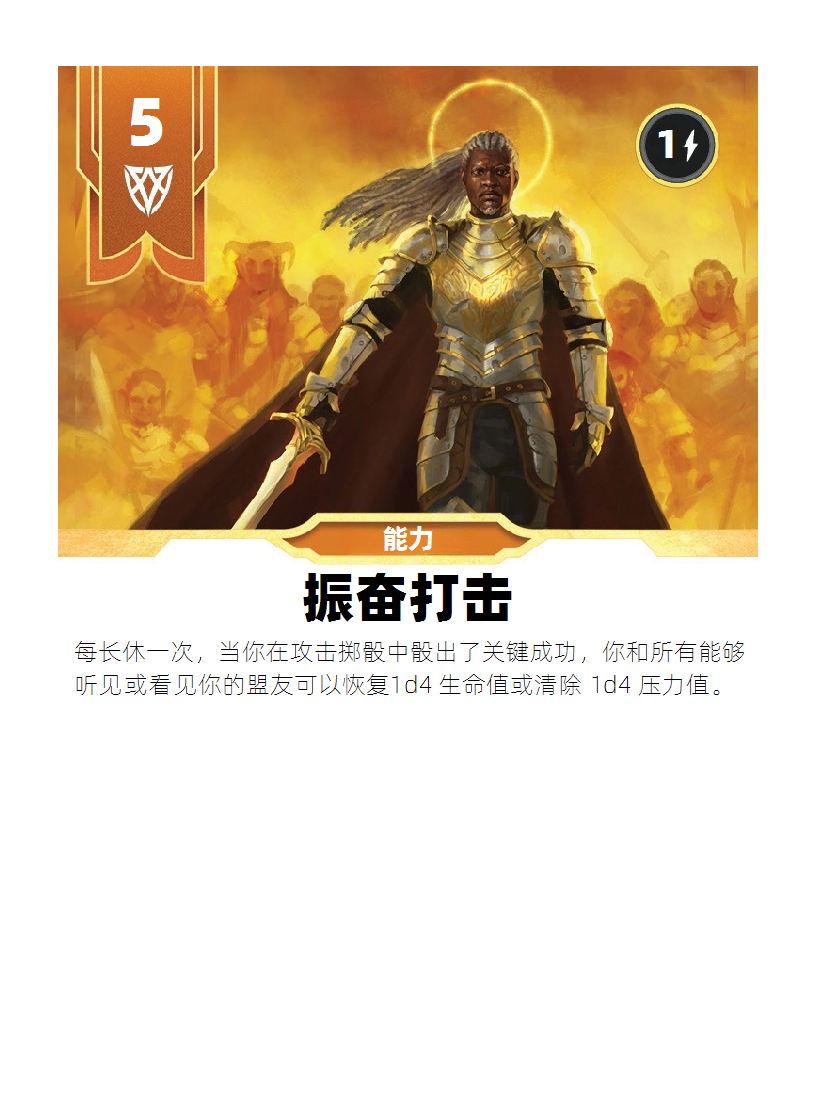 5
1
能力
振奋打击
每长休一次，当你在攻击掷骰中骰出了关键成功，你和所有能够
听见或看见你的盟友可以恢复1d4 生命值或清除 1d4 压力值。